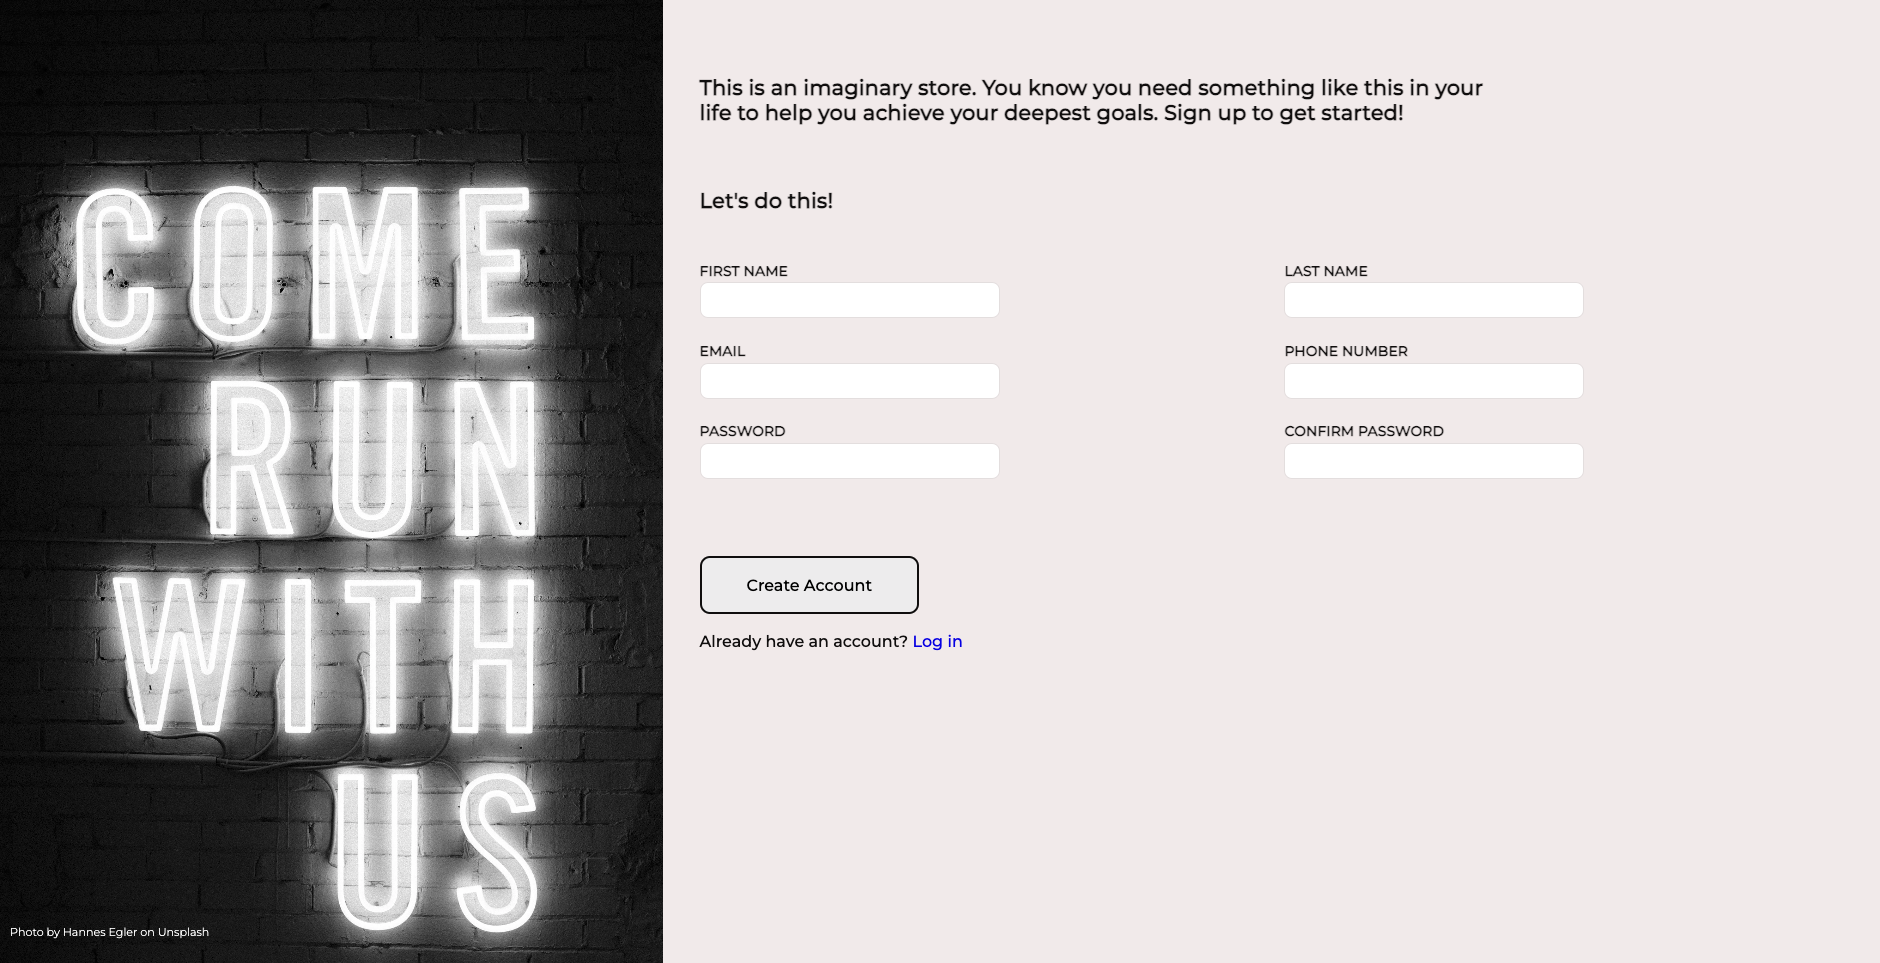 COME
RUN
WITH
US
Photo by Hannes Egler on Unsplash
This is an imaginary store. You know you need something like this in your
life to help you achieve your deepest goals. Sign up to get started!
Let's do this!
FIRST NAME
LAST NAME
EMAIL
PHONE NUMBER
PASSWORD
CONFIRM PASSWORD
Create Account
Already have an account? Log in